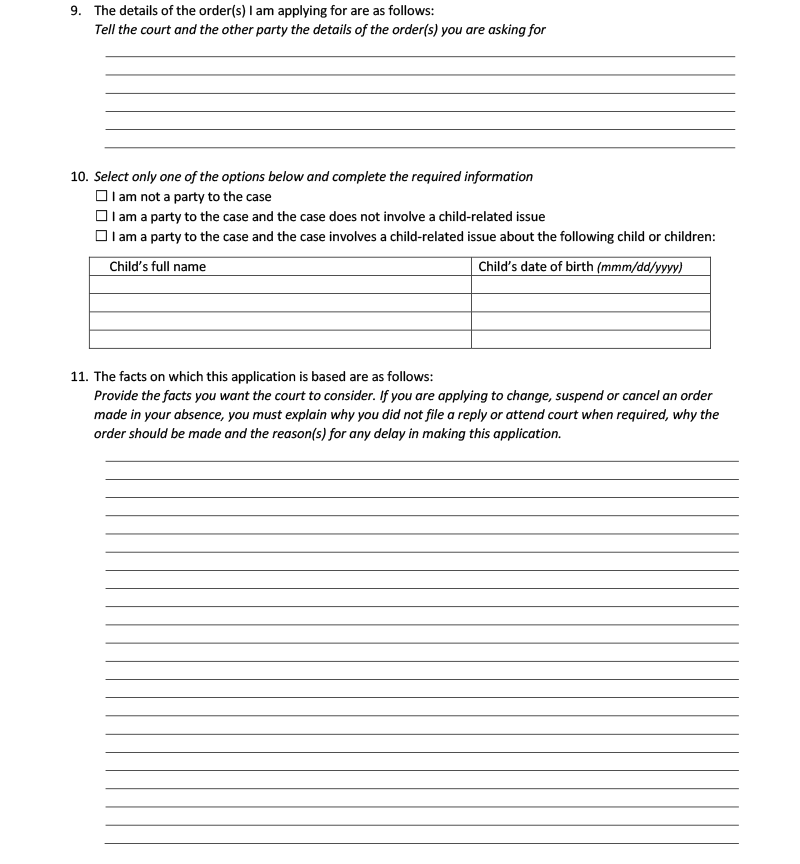 9. The details of the order(s) I am applying for are as follows:
Tell the court and the other party the details of the order(s) you are asking for
10. Select only one of the options below and complete the required information
☐ I am not a party to the case
☐ I am a party to the case and the case does not involve a child-related issue
☐ I am a party to the case and the case involves a child-related issue about the following child or children:
Child’s full name Child’s date of birth (mmm/dd/yyyy)
11. The facts on which this application is based are as follows:
Provide the facts you want the court to consider. If you are applying to change, suspend or cancel an order
made in your absence, you must explain why you did not file a reply or attend court when required, why the
order should be made and the reason(s) for any delay in making this application.